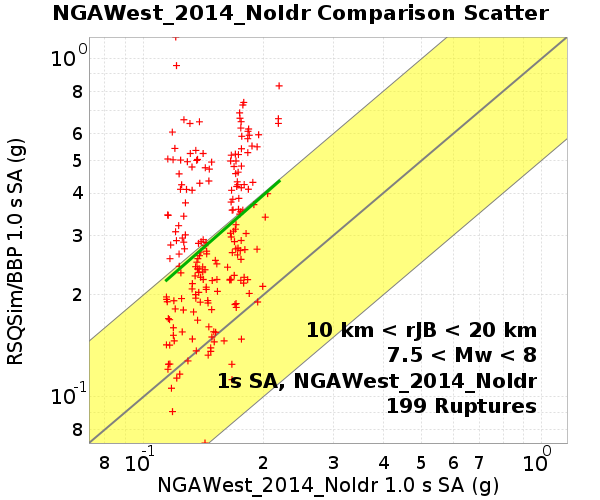 NGAWest_2014_NoIdr Comparison Scatter
RSQSim/BBP 1.0 s SA (g)
10^0
8
6
5
4
3
2
10^-1
8
10 km < rJB < 20 km
7.5 < Mw < 8
1s SA, NGAWest_2014_NoIdr
199 Ruptures
8 10^-1 2 3 4 5 6 7 10^0
NGAWest_2014_NoIdr 1.0 s SA (g)